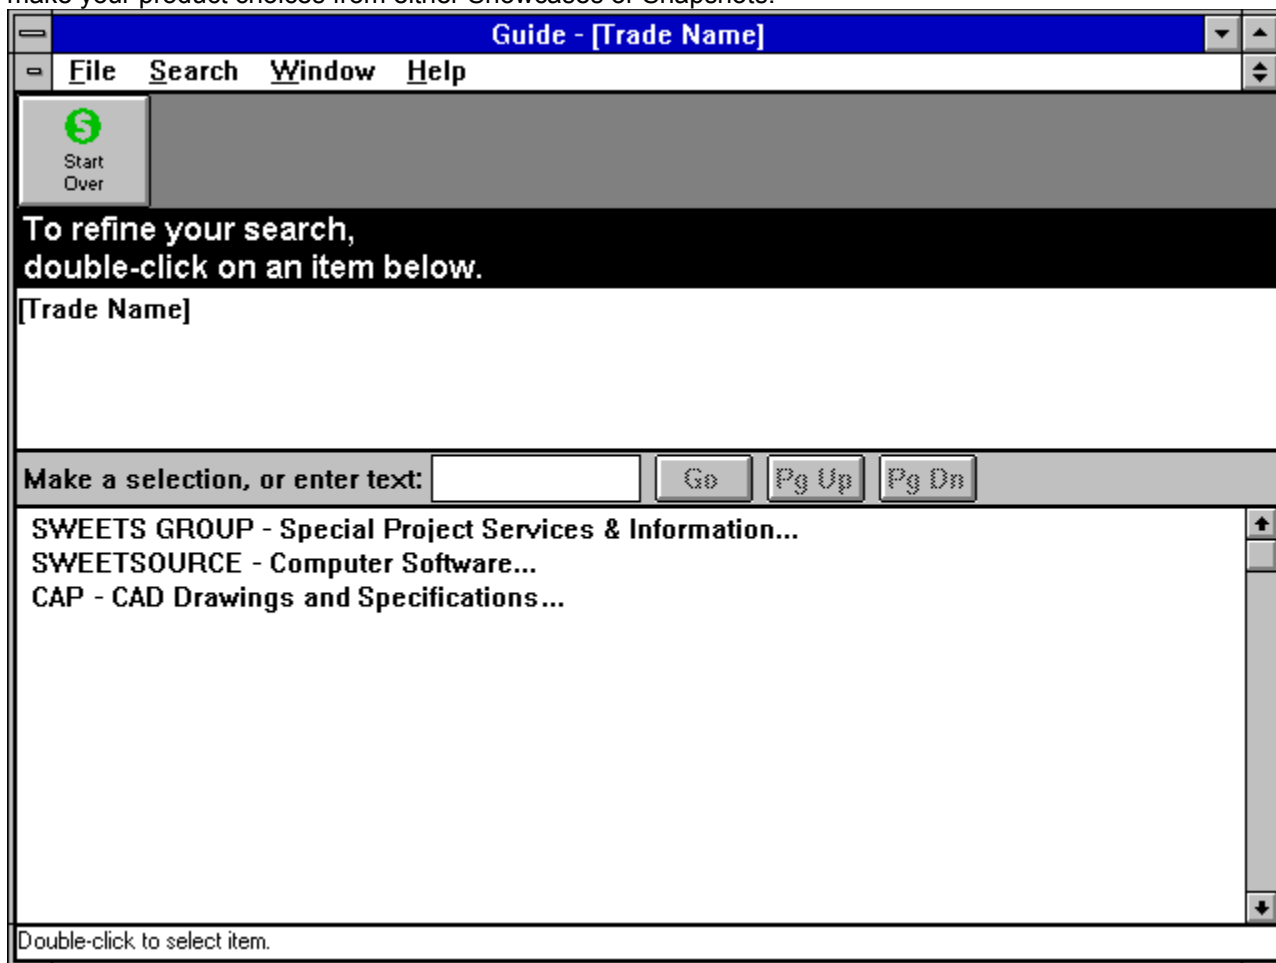 make your product choices from either Showcases or Snapshots.
Guide - [Trade Name]
File Search Window Help
S
Start
Over
To refine your search,
double-click on an item below.
[Trade Name]
Make a selection, or enter text: Go Pg Up Pg Dn
SWEETS GROUP - Special Project Services & Information...
SWEETSOURCE - Computer Software...
CAP - CAD Drawings and Specifications...
Double-click to select item.